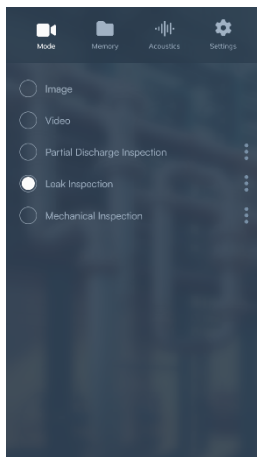 Mode
Memory
Acoustics
Settings
Image
Video
Partial Discharge Inspection
Leak Inspection
Mechanical Inspection